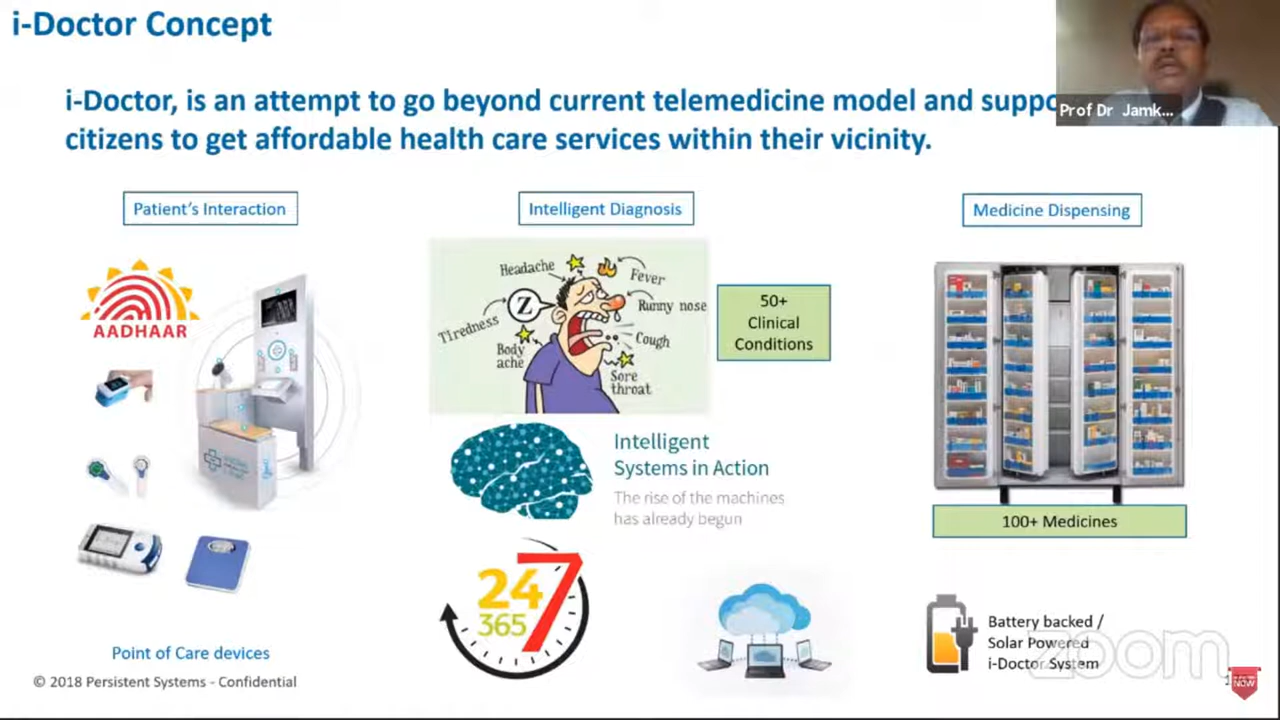 i-Doctor Concept
i-Doctor, is an attempt to go beyond current telemedicine model and suppo
citizens to get affordable health care services within their vicinity.
Prof Dr Jamk...
Patient's Interaction
AADHAAR
Point of Care devices
Intelligent Diagnosis
Headache
Fever
Runny nose
Tiredness
Z
Cough
Body
ache
Sore
throat
50+
Clinical
Conditions
Intelligent
Systems in Action
The rise of the machines
has already begun
24
7
365
Medicine Dispensing
100+ Medicines
Battery backed /
Solar Powered
i-Doctor System
zoom
NOW
© 2018 Persistent Systems - Confidential